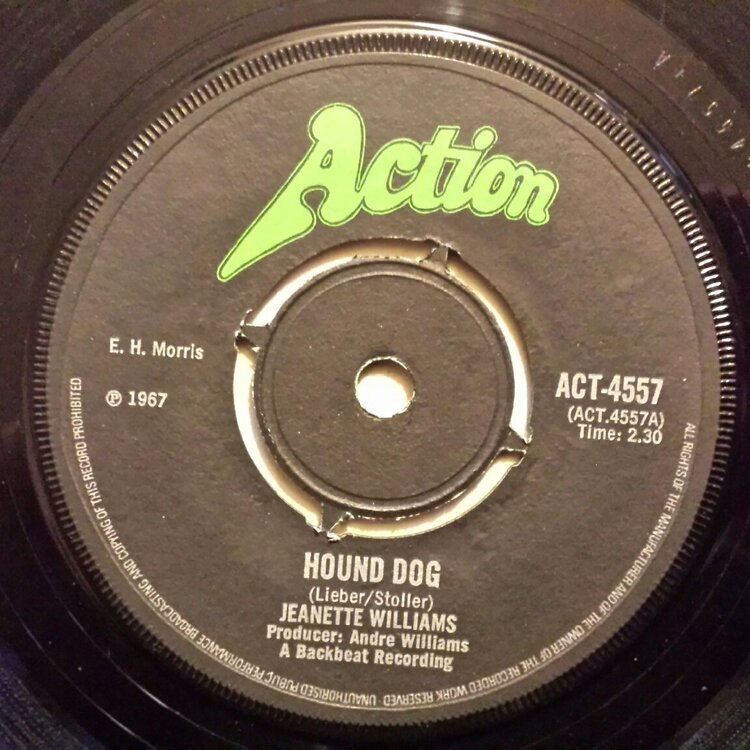 Action
E. H. Morris
℗ 1967
ACT-4557
(ACT.4557A)
Time: 2.30
HOUND DOG
(Lieber/Stoller)
JEANETTE WILLIAMS
Producer: Andre Williams
A Backbeat Recording
ALL RIGHTS OF THE MANUFACTURER AND OF THE OWNER OF THE RECORDED WORK RESERVED · UNAUTHORISED PUBLIC PERFORMANCE BROADCASTING AND COPYING OF THIS RECORD PROHIBITED